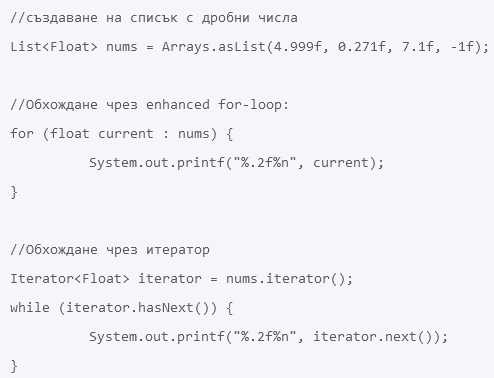 //създаване на списък с дробни числа
List<Float> nums = Arrays.asList(4.999f, 0.271f, 7.1f, -1f);
//Обхождане чрез enhanced for-loop:
for (float current : nums) {
System.out.printf("%.2f%n", current);
}
//Обхождане чрез итератор
Iterator<Float> iterator = nums.iterator();
while (iterator.hasNext()) {
System.out.printf("%.2f%n", iterator.next());
}